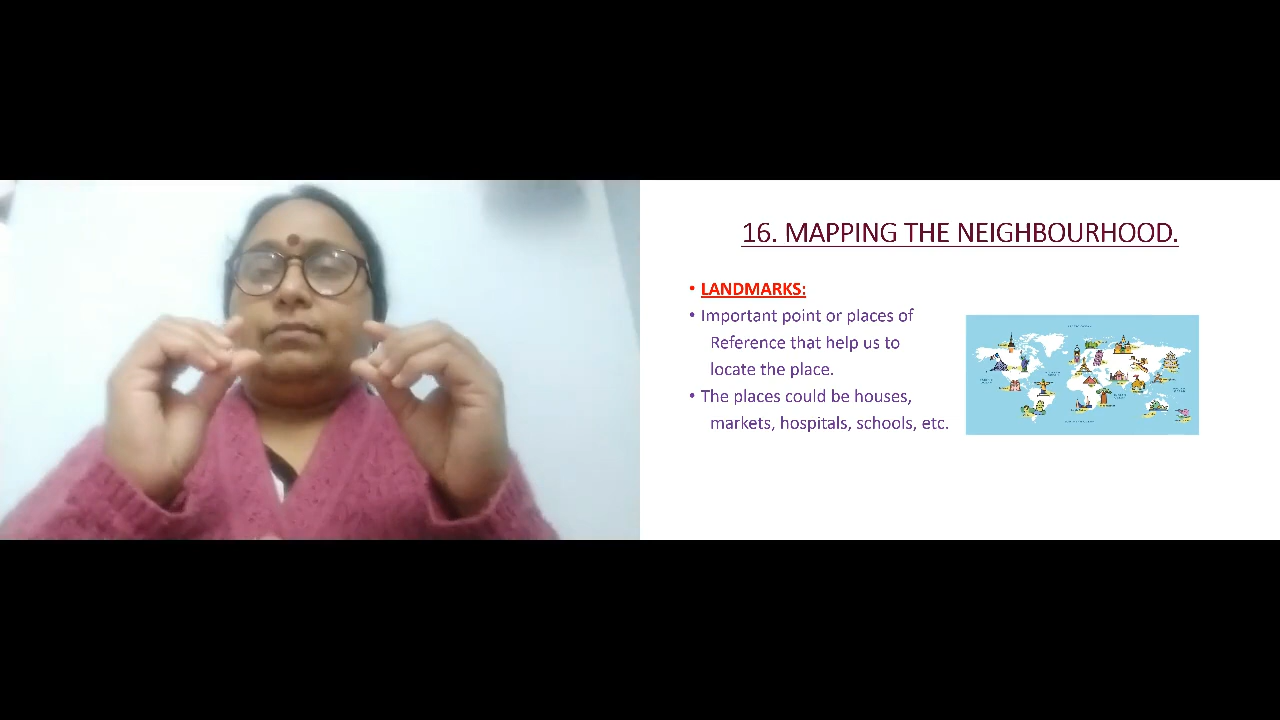 16. MAPPING THE NEIGHBOURHOOD.
• LANDMARKS:
• Important point or places of
Reference that help us to
locate the place.
• The places could be houses,
markets, hospitals, schools, etc.